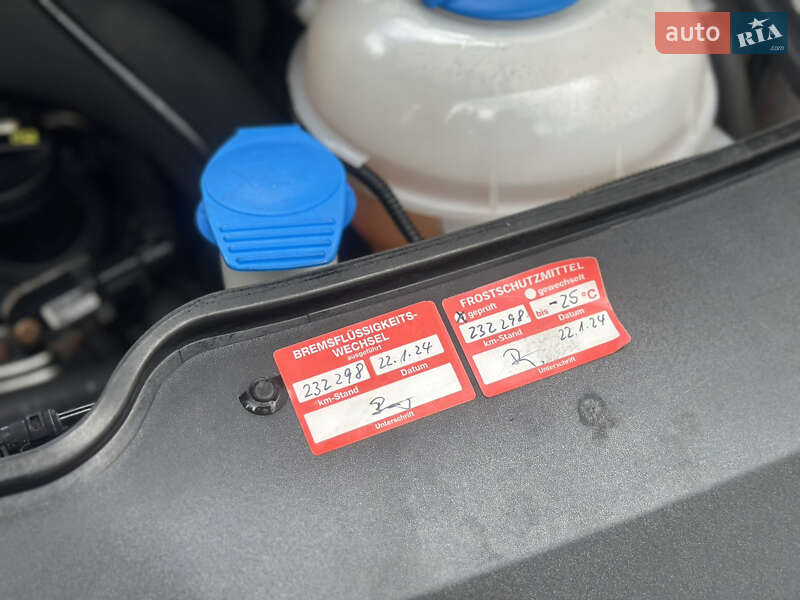 auto RIA
.com
BREMSFLÜSSIGKEITS-
WECHSEL
ausgeführt
232298 22.1.24
km-Stand Datum
Unterschrift
FROSTSCHUTZMITTEL
x geprüft gewechselt
232298 bis -25 °C
km-Stand Datum
22.1.24
Unterschrift